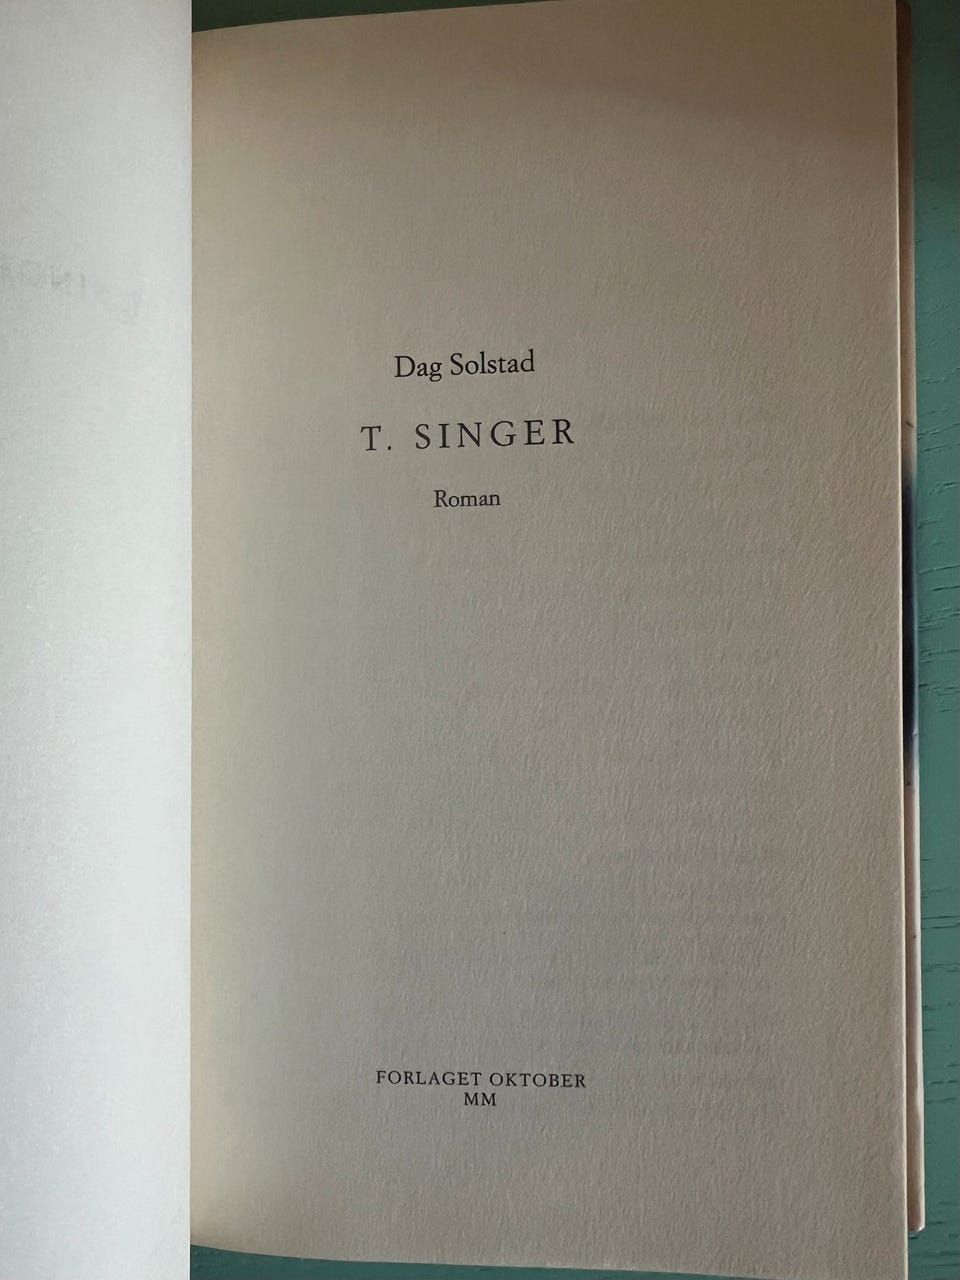 Dag Solstad
T. SINGER
Roman
FORLAGET OKTOBER
MM